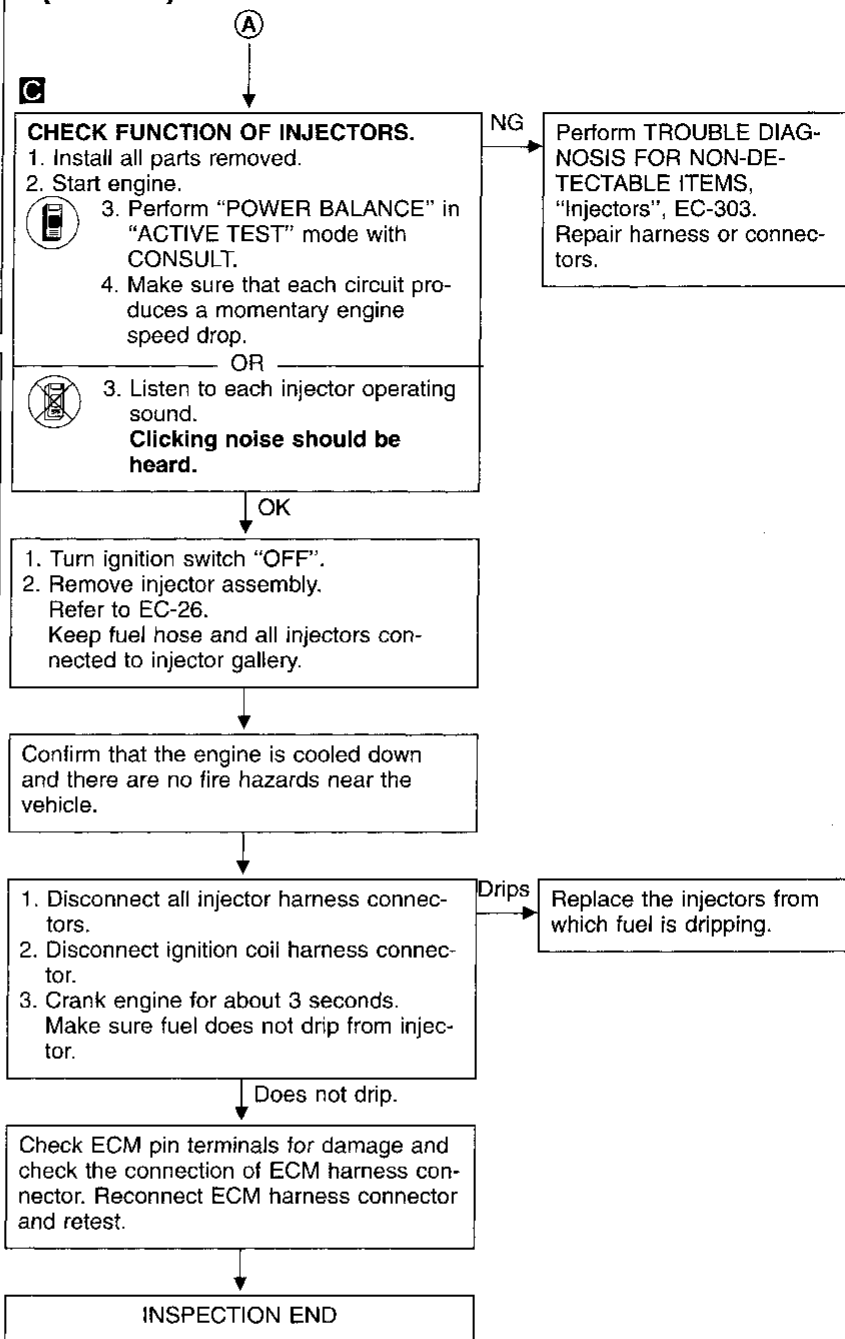 A
C
CHECK FUNCTION OF INJECTORS.
1. Install all parts removed.
2. Start engine.
3. Perform “POWER BALANCE” in
“ACTIVE TEST” mode with
CONSULT.
4. Make sure that each circuit pro-
duces a momentary engine
speed drop.
OR
3. Listen to each injector operating
sound.
Clicking noise should be
heard.
NG
Perform TROUBLE DIAG-
NOSIS FOR NON-DE-
TECTABLE ITEMS,
“Injectors”, EC-303.
Repair harness or connec-
tors.
OK
1. Turn ignition switch “OFF”.
2. Remove injector assembly.
Refer to EC-26.
Keep fuel hose and all injectors con-
nected to injector gallery.
Confirm that the engine is cooled down
and there are no fire hazards near the
vehicle.
1. Disconnect all injector harness connec-
tors.
2. Disconnect ignition coil harness connec-
tor.
3. Crank engine for about 3 seconds.
Make sure fuel does not drip from injec-
tor.
Drips
Replace the injectors from
which fuel is dripping.
Does not drip.
Check ECM pin terminals for damage and
check the connection of ECM harness con-
nector. Reconnect ECM harness connector
and retest.
INSPECTION END